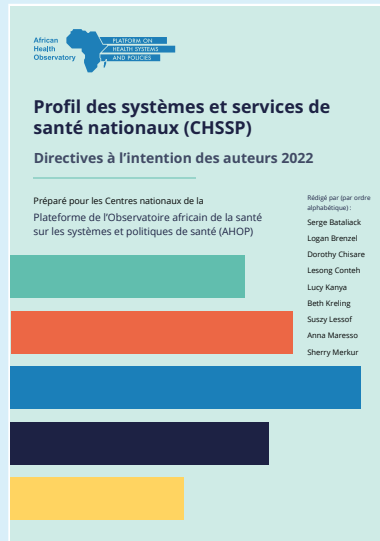 African
Health
Observatory
PLATFORM ON
HEALTH SYSTEMS
AND POLICIES
Profil des systèmes et services de
santé nationaux (CHSSP)
Directives à l'intention des auteurs 2022
Préparé pour les Centres nationaux de la
Plateforme de l'Observatoire africain de la santé
sur les systèmes et politiques de santé (AHOP)
Rédigé par (par ordre
alphabétique) :
Serge Bataliack
Logan Brenzel
Dorothy Chisare
Lesong Conteh
Lucy Kanya
Beth Kreling
Suszy Lessof
Anna Maresso
Sherry Merkur